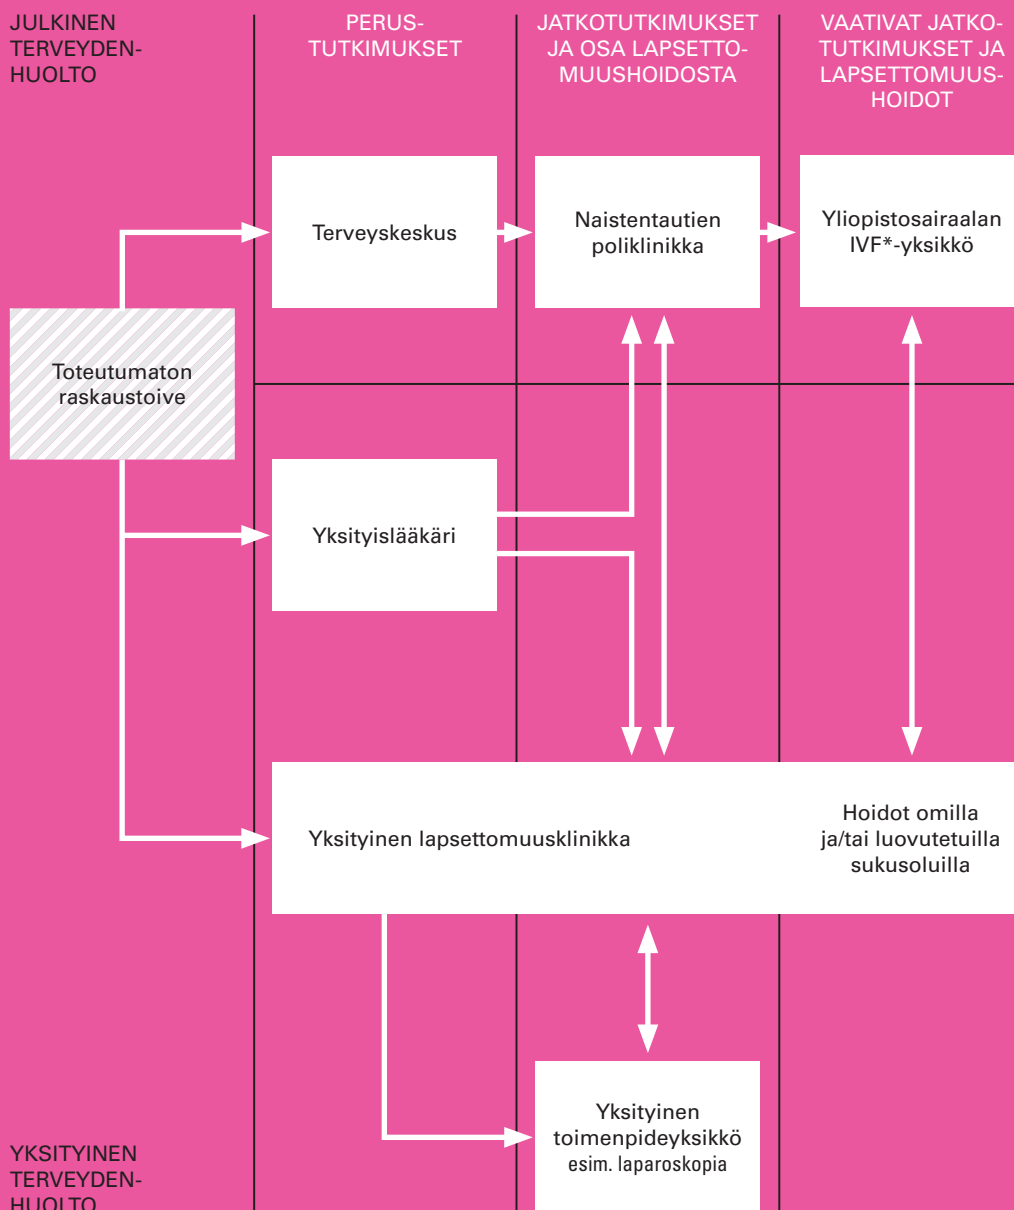 JULKINEN
TERVEYDEN-
HUOLTO
PERUS-
TUTKIMUKSET
JATKOTUTKIMUKSET
JA OSA LAPSETTO-
MUUSHOIDOSTA
VAATIVAT JATKO-
TUTKIMUKSET JA
LAPSETTOMUUS-
HOIDOT
Terveyskeskus
Naistentautien
poliklinikka
Yliopistosairaalan
IVF*-yksikkö
Toteutumaton
raskaustoive
Yksityislääkäri
Yksityinen lapsettomuusklinikka
Hoidot omilla
ja/tai luovutetuilla
sukusoluilla
Yksityinen
toimenpideyksikkö
esim. laparoskopia
YKSITYINEN
TERVEYDEN-
HUOLTO